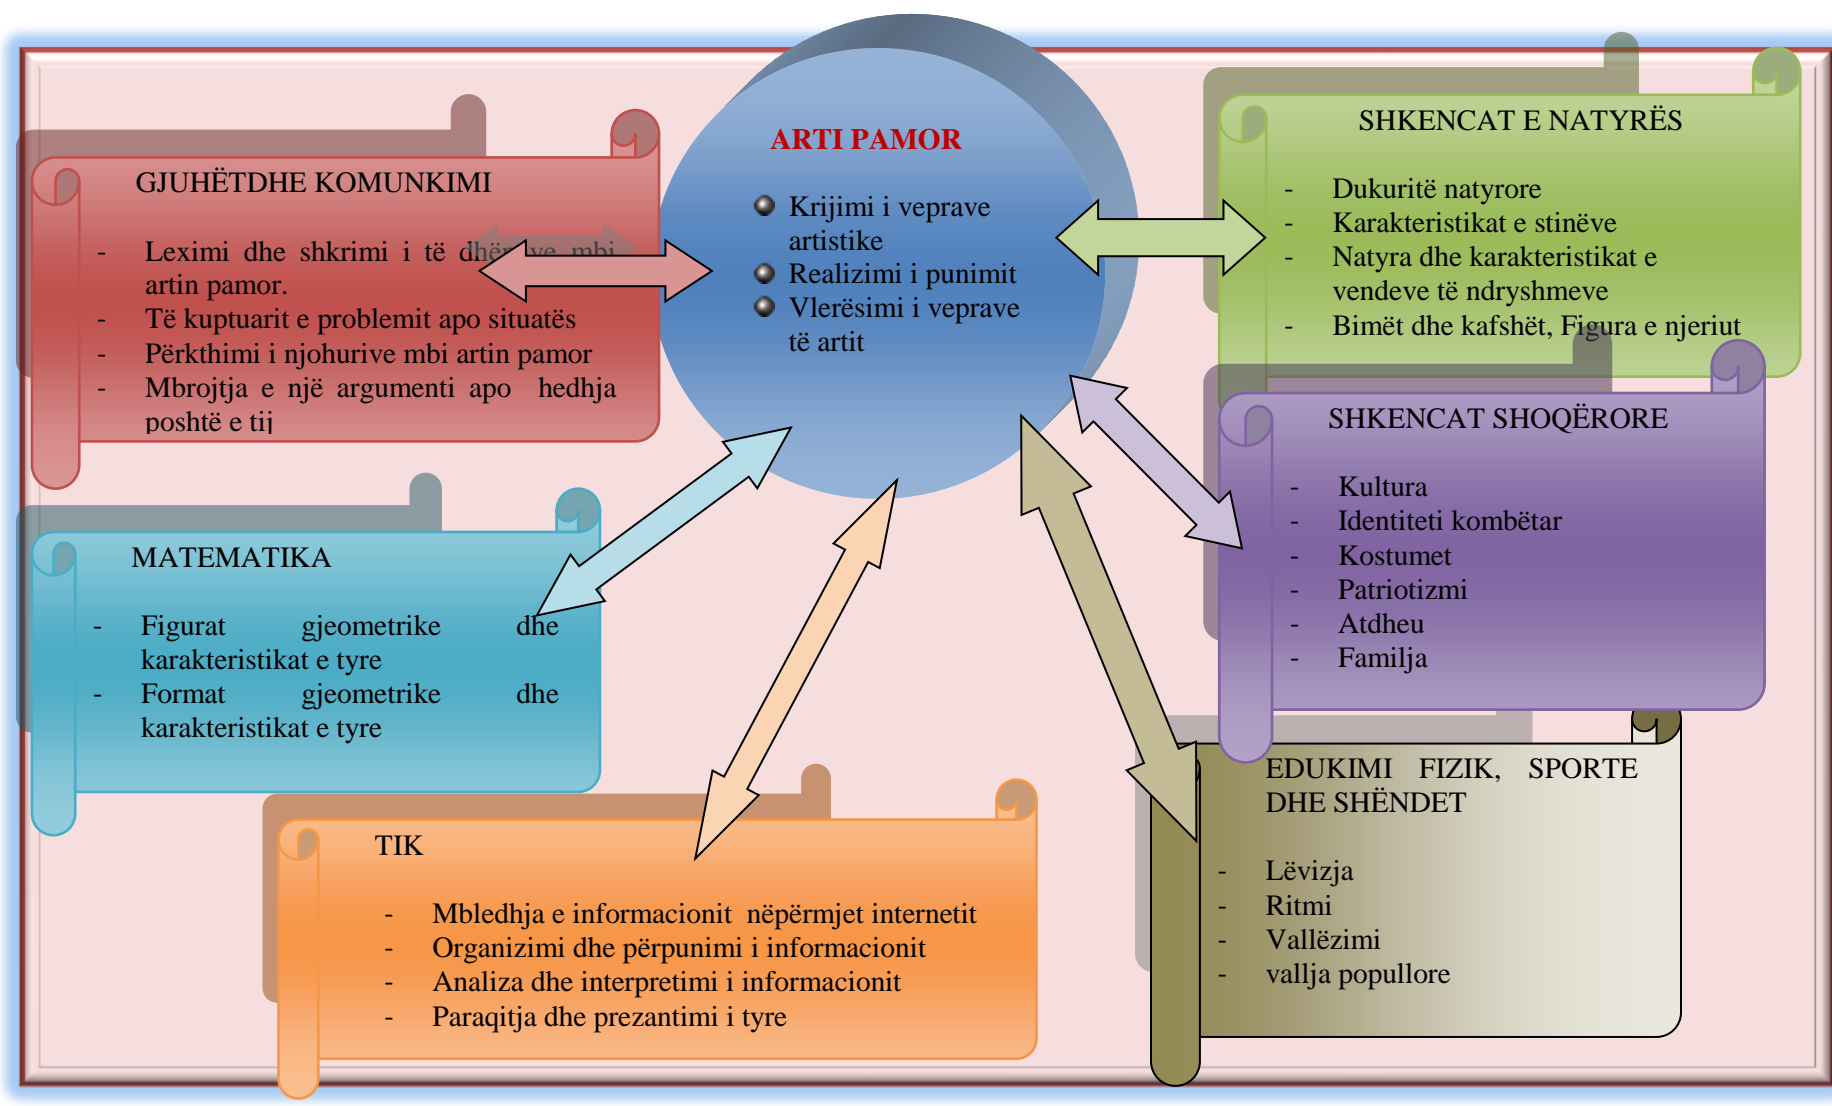 ARTI PAMOR
Krijimi i veprave
artistike
Realizimi i punimit
Vlerësimi i veprave
të artit
GJUHËTDHE KOMUNKIMI
- Leximi dhe shkrimi i të mbi
artin pamor.
- Të kuptuarit e problemit apo situatës
- Përkthimi i njohurive mbi artin pamor
- Mbrojtja e një argumenti apo hedhja
poshtë e tij
MATEMATIKA
- Figurat gjeometrike dhe
karakteristikat e tyre
- Format gjeometrike dhe
karakteristikat e tyre
TIK
- Mbledhja e informacionit nëpërmjet internetit
- Organizimi dhe përpunimi i informacionit
- Analiza dhe interpretimi i informacionit
- Paraqitja dhe prezantimi i tyre
SHKENCAT E NATYRËS
- Dukuritë natyrore
- Karakteristikat e stinëve
- Natyra dhe karakteristikat e
vendeve të ndryshmeve
- Bimët dhe kafshët, Figura e njeriut
SHKENCAT SHOQËRORE
- Kultura
- Identiteti kombëtar
- Kostumet
- Patriotizmi
- Atdheu
- Familja
EDUKIMI FIZIK, SPORTE
DHE SHËNDET
- Lëvizja
- Ritmi
- Vallëzimi
- vallja popullore